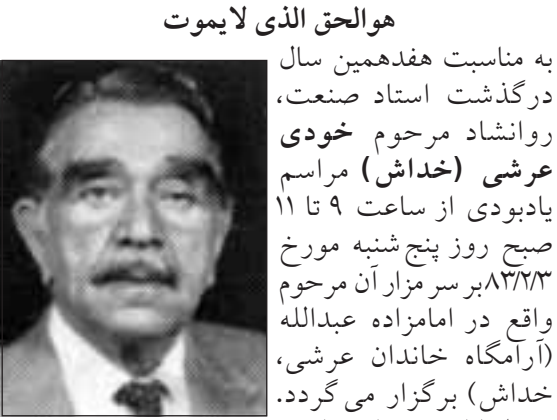 هوالحق الذی لایموت
به مناسبت هفدهمین سال
درگذشت استاد صنعت،
روانشاد مرحوم خودی
عرشی (خداش) مراسم
یادبودی از ساعت ۹ تا ۱۱
صبح روز پنج شنبه مورخ
۸۳/۲/۳بر سر مزار آن مرحوم
واقع در امامزاده عبدالله
(آرامگاه خاندان عرشی،
خداش) برگزار می گردد.